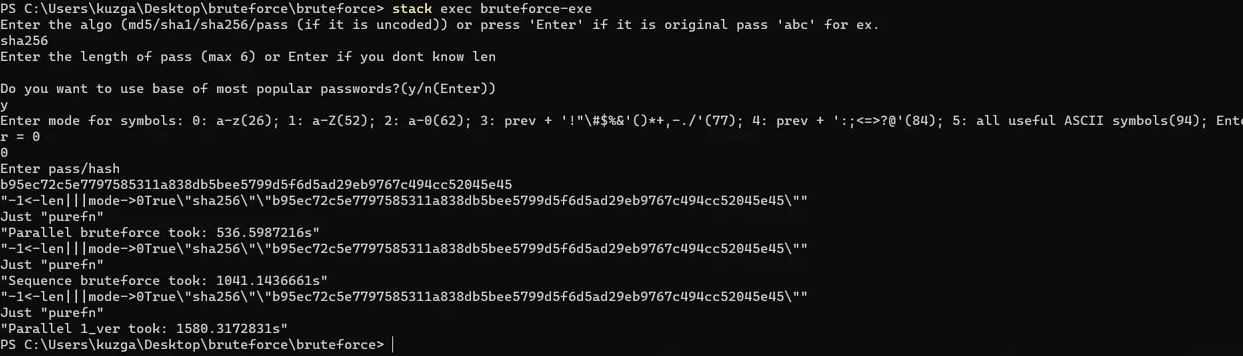 PS C:\Users\kuzga\Desktop\bruteforce\bruteforce> stack exec bruteforce-exe
Enter the algo (md5/sha1/sha256/pass (if it is uncoded)) or press 'Enter' if it is original pass 'abc' for ex.
sha256
Enter the length of pass (max 6) or Enter if you dont know len
Do you want to use base of most popular passwords?(y/n(Enter))
y
Enter mode for symbols: 0: a-z(26); 1: a-Z(52); 2: a-0(62); 3: prev + '!"\#$%&'()*+,-./'(77); 4: prev + ':;<=>?@'(84); 5: all useful ASCII symbols(94); Ente
r = 0
0
Enter pass/hash
b95ec72c5e7797585311a838db5bee5799d5f6d5ad29eb9767c494cc52045e45
"-1<-len|||mode->0True\"sha256\"\"b95ec72c5e7797585311a838db5bee5799d5f6d5ad29eb9767c494cc52045e45\""
Just "purefn"
"Parallel bruteforce took: 536.5987216s"
"-1<-len|||mode->0True\"sha256\"\"b95ec72c5e7797585311a838db5bee5799d5f6d5ad29eb9767c494cc52045e45\""
Just "purefn"
"Sequence bruteforce took: 1041.1436661s"
"-1<-len|||mode->0True\"sha256\"\"b95ec72c5e7797585311a838db5bee5799d5f6d5ad29eb9767c494cc52045e45\""
Just "purefn"
"Parallel 1_ver took: 1580.3172831s"
PS C:\Users\kuzga\Desktop\bruteforce\bruteforce>